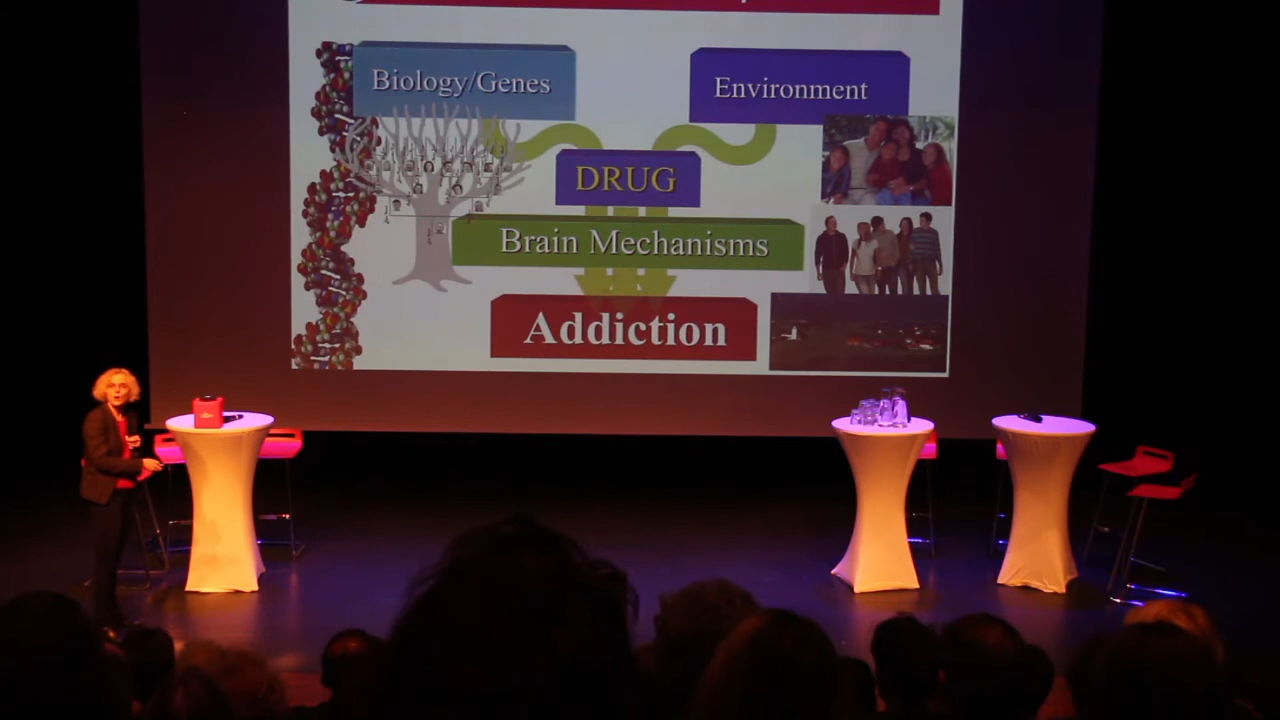 Biology/Genes
Environment
DRUG
Brain Mechanisms
Addiction